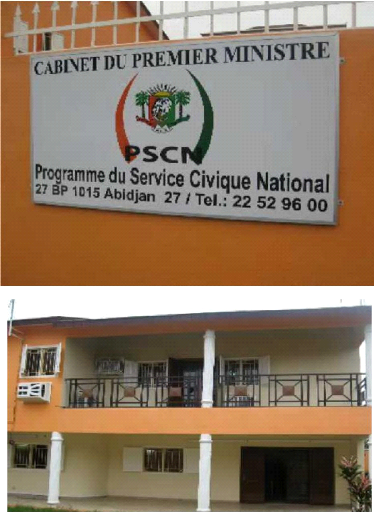 CABINET DU PREMIER MINISTRE
PSCN
Programme du Service Civique National
27 BP 1015 Abidjan 27 / Tel.: 22 52 96 00